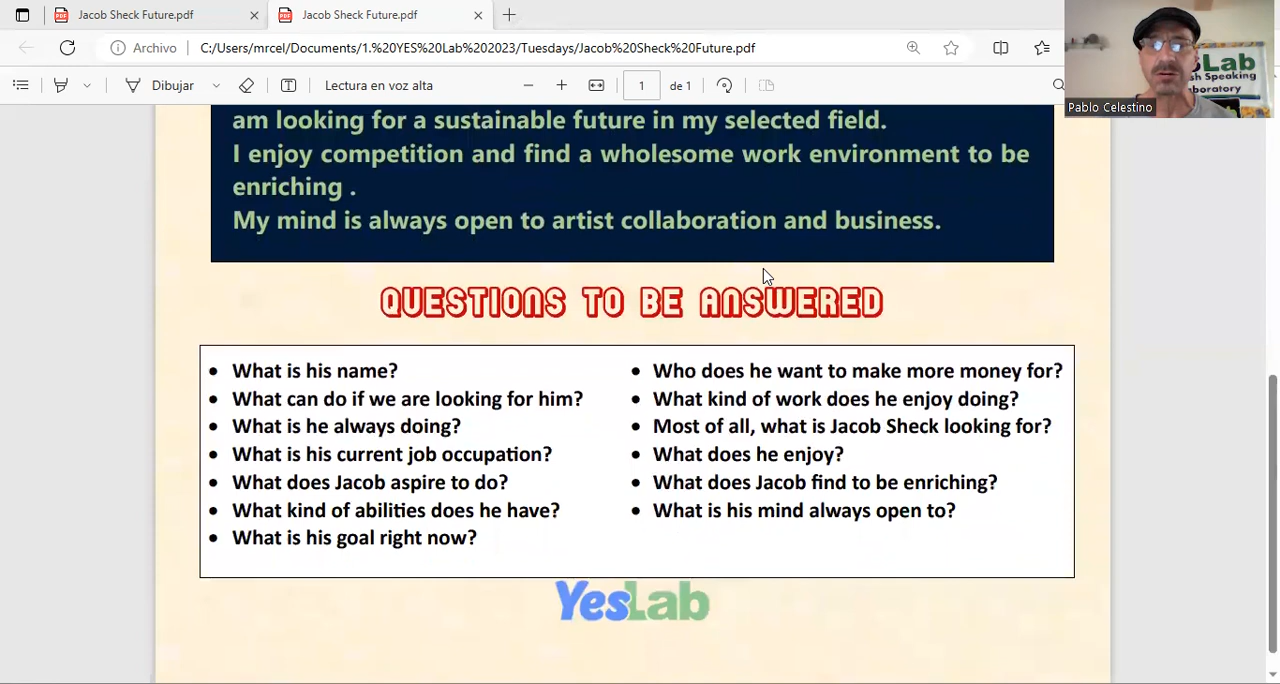 Jacob Sheck Future.pdf
Jacob Sheck Future.pdf
Archivo
C:/Users/mrcel/Documents/1.%20YES%20Lab%202023/Tuesdays/Jacob%20Sheck%20Future.pdf
Dibujar
Lectura en voz alta
1
de 1
Lab
sh Speaking
boratory
Pablo Celestino
am looking for a sustainable future in my selected field.
I enjoy competition and find a wholesome work environment to be
enriching .
My mind is always open to artist collaboration and business.
QUESTIONS TO BE ANSWERED
• What is his name?
• What can do if we are looking for him?
• What is he always doing?
• What is his current job occupation?
• What does Jacob aspire to do?
• What kind of abilities does he have?
• What is his goal right now?
• Who does he want to make more money for?
• What kind of work does he enjoy doing?
• Most of all, what is Jacob Sheck looking for?
• What does he enjoy?
• What does Jacob find to be enriching?
• What is his mind always open to?
YesLab